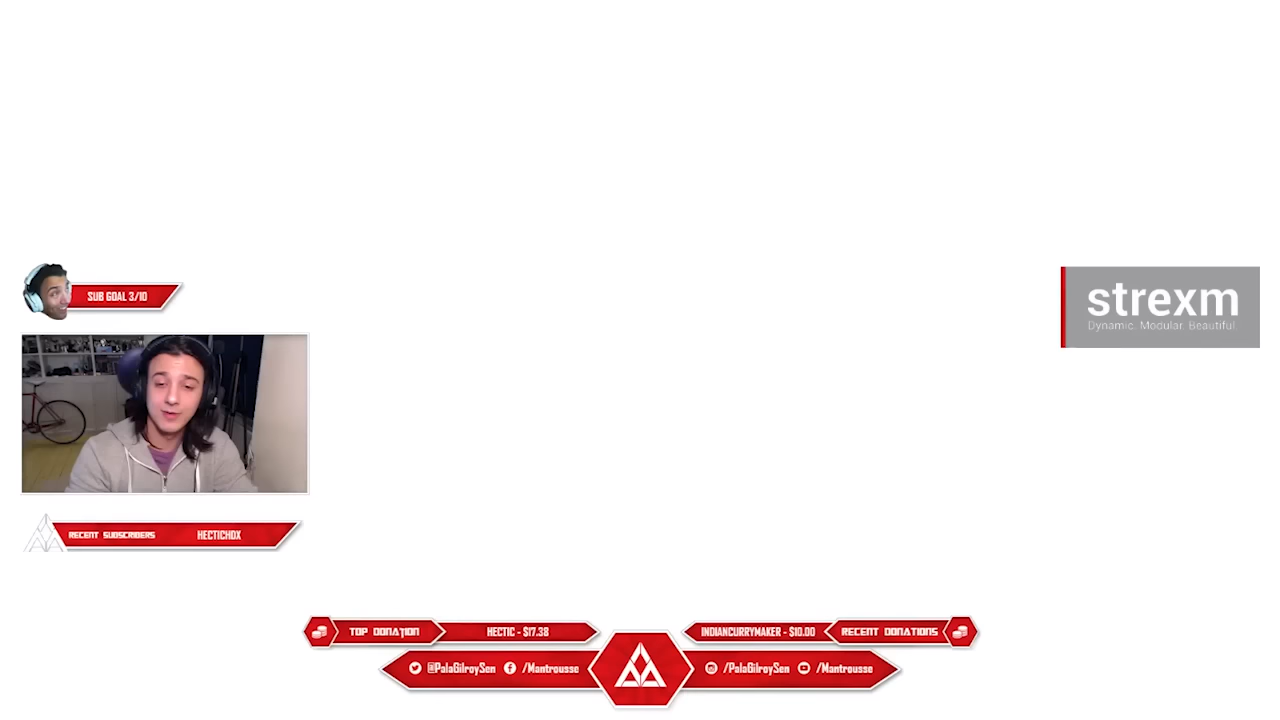 SUB GOAL 3/10
strexm
Dynamic. Modular. Beautiful.
RECENT SUBSCRIBERS HECTICHDX
TOP DONATION HECTIC - $17.38 INDIANCURRYMAKER - $10.00 RECENT DONATIONS
@PalaGilroySen /Mantrousse /PalaGilroySen /Mantrousse